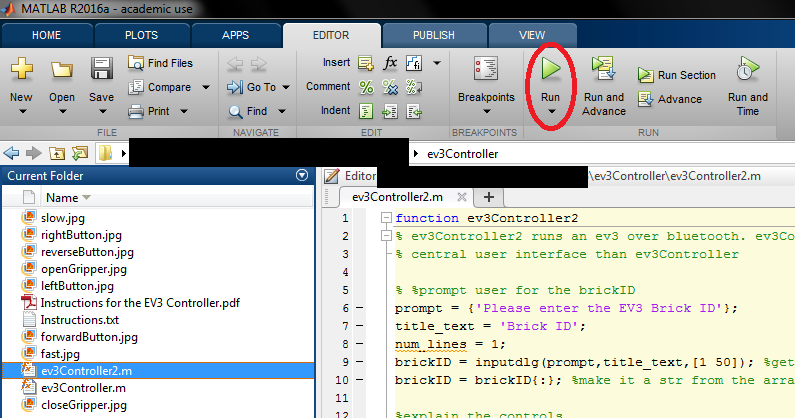 MATLAB R2016a - academic use
HOME PLOTS APPS EDITOR PUBLISH VIEW
New Open Save Find Files Compare Print
FILE
Go To Find
NAVIGATE
Insert fx
Comment % % %
Indent
EDIT
Breakpoints
BREAKPOINTS
Run Run and Advance Run Section Advance Run and Time
RUN
ev3Controller
Current Folder
Name
slow.jpg
rightButton.jpg
reverseButton.jpg
openGripper.jpg
leftButton.jpg
Instructions for the EV3 Controller.pdf
Instructions.txt
forwardButton.jpg
fast.jpg
ev3Controller2.m
ev3Controller.m
closeGripper.jpg
Editor \ev3Controller\ev3Controller2.m
ev3Controller2.m
1 function ev3Controller2
2 % ev3Controller2 runs an ev3 over bluetooth. ev3Co
3 % central user interface than ev3Controller
4
5 % %prompt user for the brickID
6 prompt = {'Please enter the EV3 Brick ID'};
7 title_text = 'Brick ID';
8 num_lines = 1;
9 brickID = inputdlg(prompt,title_text,[1 50]); %get
10 brickID = brickID{:}; %make it a str from the arra
11
12 %explain the controls